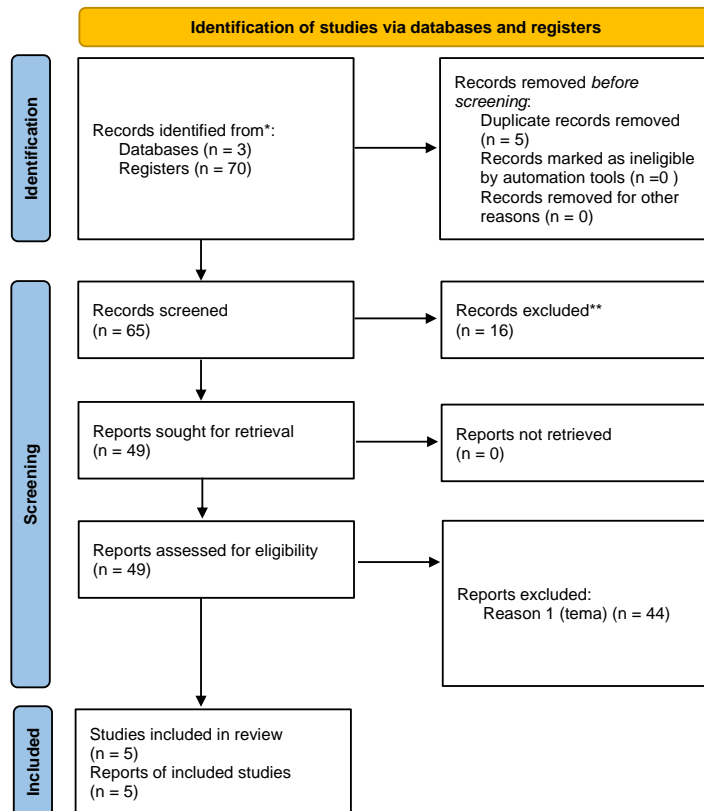 Identification of studies via databases and registers
Identification
Records identified from*:
Databases (n = 3)
Registers (n = 70)
Records removed before
screening:
Duplicate records removed
(n = 5)
Records marked as ineligible
by automation tools (n =0 )
Records removed for other
reasons (n = 0)
Screening
Records screened
(n = 65)
Records excluded**
(n = 16)
Reports sought for retrieval
(n = 49)
Reports not retrieved
(n = 0)
Reports assessed for eligibility
(n = 49)
Reports excluded:
Reason 1 (tema) (n = 44)
Included
Studies included in review
(n = 5)
Reports of included studies
(n = 5)